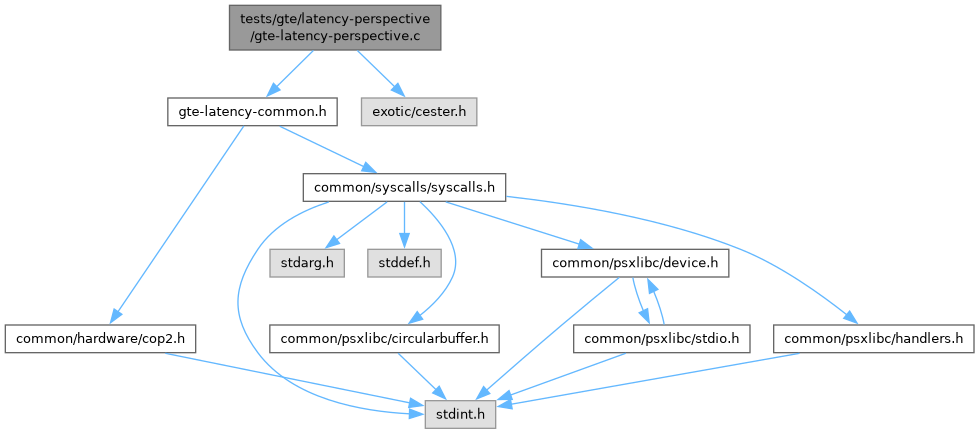 tests/gte/latency-perspective
/gte-latency-perspective.c
gte-latency-common.h
exotic/cester.h
common/syscalls/syscalls.h
stdarg.h
stddef.h
common/psxlibc/device.h
common/hardware/cop2.h
common/psxlibc/circularbuffer.h
common/psxlibc/stdio.h
common/psxlibc/handlers.h
stdint.h